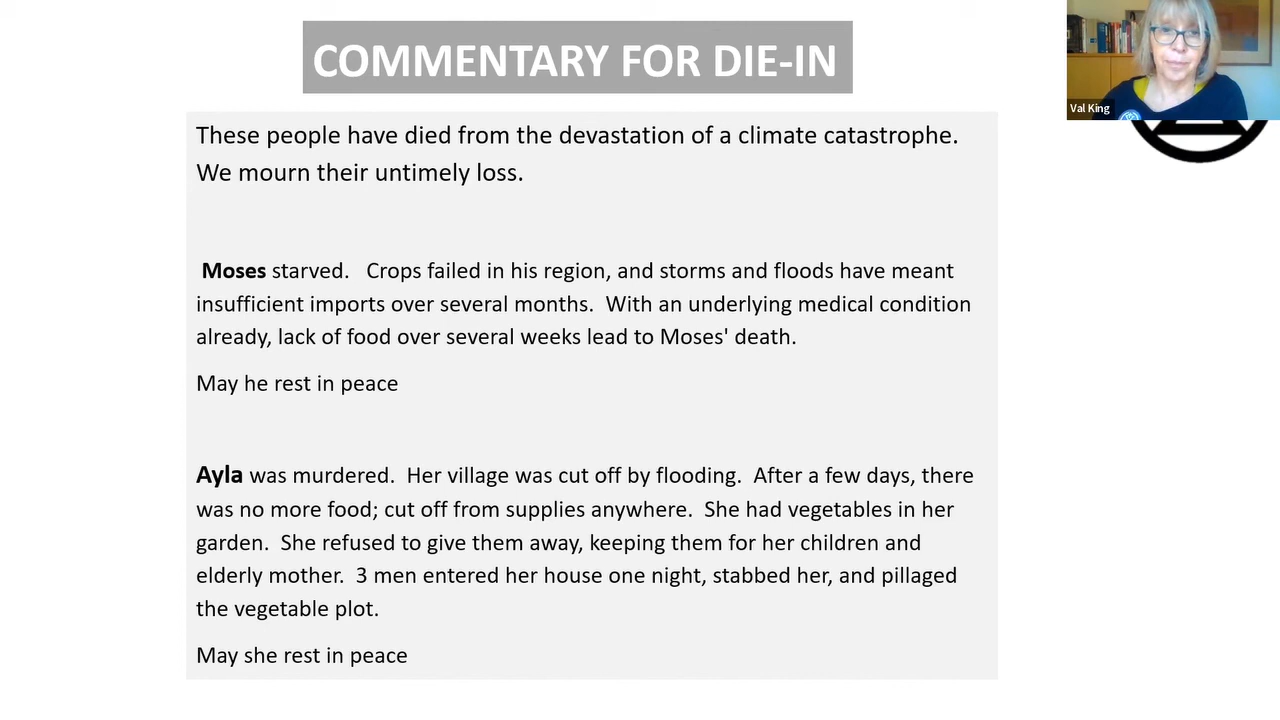 COMMENTARY FOR DIE-IN
Val King
These people have died from the devastation of a climate catastrophe.
We mourn their untimely loss.
Moses starved. Crops failed in his region, and storms and floods have meant
insufficient imports over several months. With an underlying medical condition
already, lack of food over several weeks lead to Moses' death.
May he rest in peace
Ayla was murdered. Her village was cut off by flooding. After a few days, there
was no more food; cut off from supplies anywhere. She had vegetables in her
garden. She refused to give them away, keeping them for her children and
elderly mother. 3 men entered her house one night, stabbed her, and pillaged
the vegetable plot.
May she rest in peace